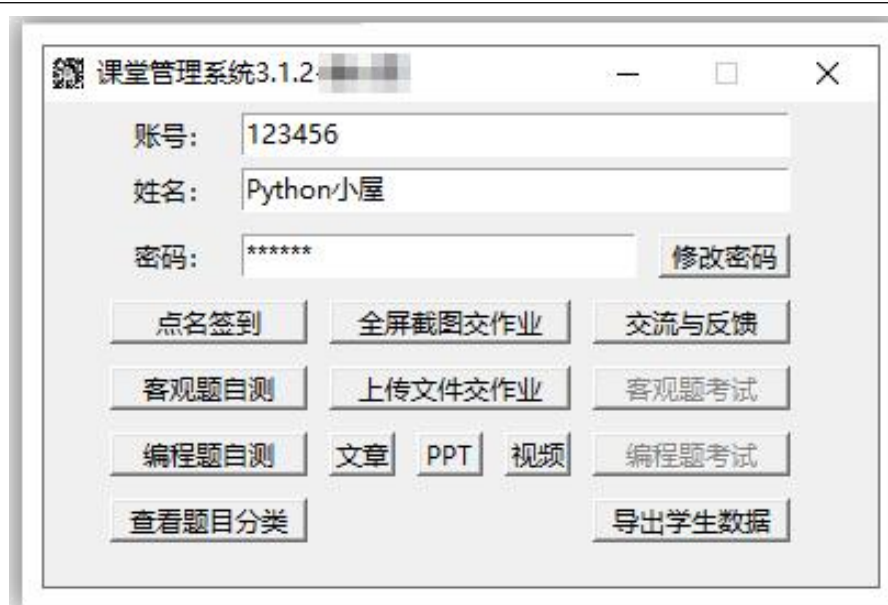 课堂管理系统3.1.2-
账号： 123456
姓名： Python小屋
密码： ****** 修改密码
点名签到 全屏截图交作业 交流与反馈
客观题自测 上传文件交作业 客观题考试
编程题自测 文章 PPT 视频 编程题考试
查看题目分类 导出学生数据